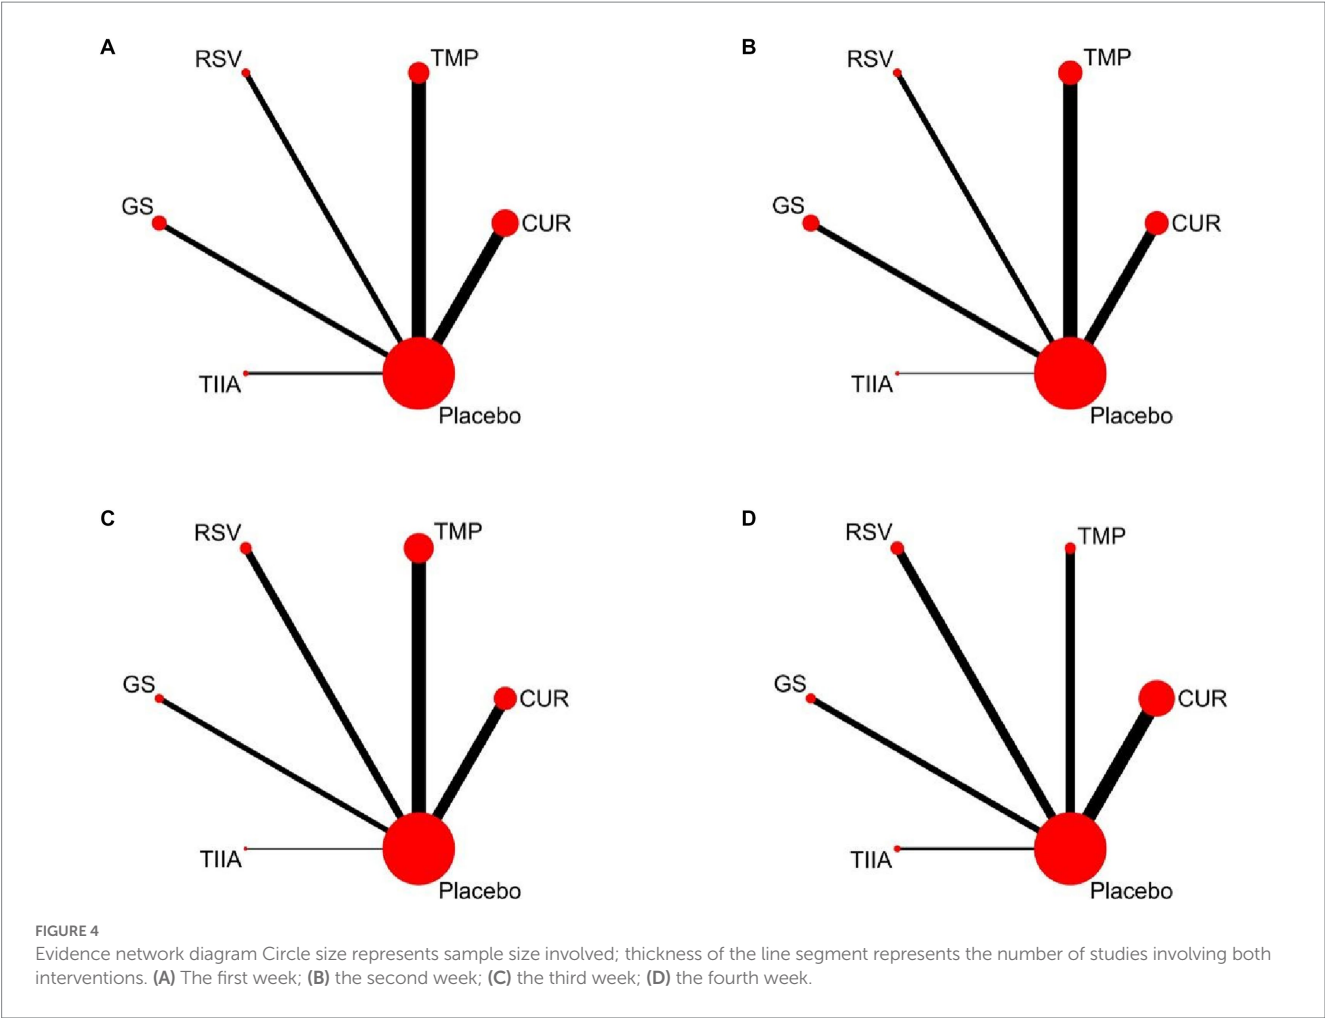 A
RSV
TMP
GS
CUR
TIIA
Placebo
B
RSV
TMP
GS
CUR
TIIA
Placebo
C
RSV
TMP
GS
CUR
TIIA
Placebo
D
RSV
TMP
GS
CUR
TIIA
Placebo
FIGURE 4
Evidence network diagram Circle size represents sample size involved; thickness of the line segment represents the number of studies involving both
interventions. (A) The first week; (B) the second week; (C) the third week; (D) the fourth week.